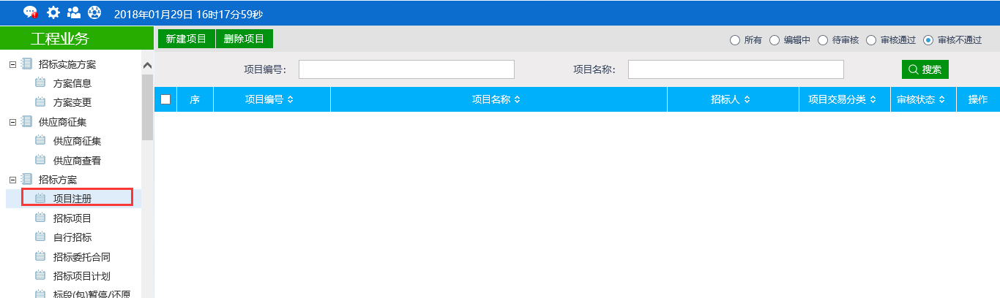 2018年01月29日 16时17分59秒
工程业务
新建项目 删除项目
所有 编辑中 待审核 审核通过 审核不通过
招标实施方案
方案信息
方案变更
供应商征集
供应商征集
供应商查看
招标方案
项目注册
招标项目
自行招标
招标委托合同
招标项目计划
标段(包)暂停/还原
项目编号： 项目名称： 搜索
序 项目编号 项目名称 招标人 项目交易分类 审核状态 操作